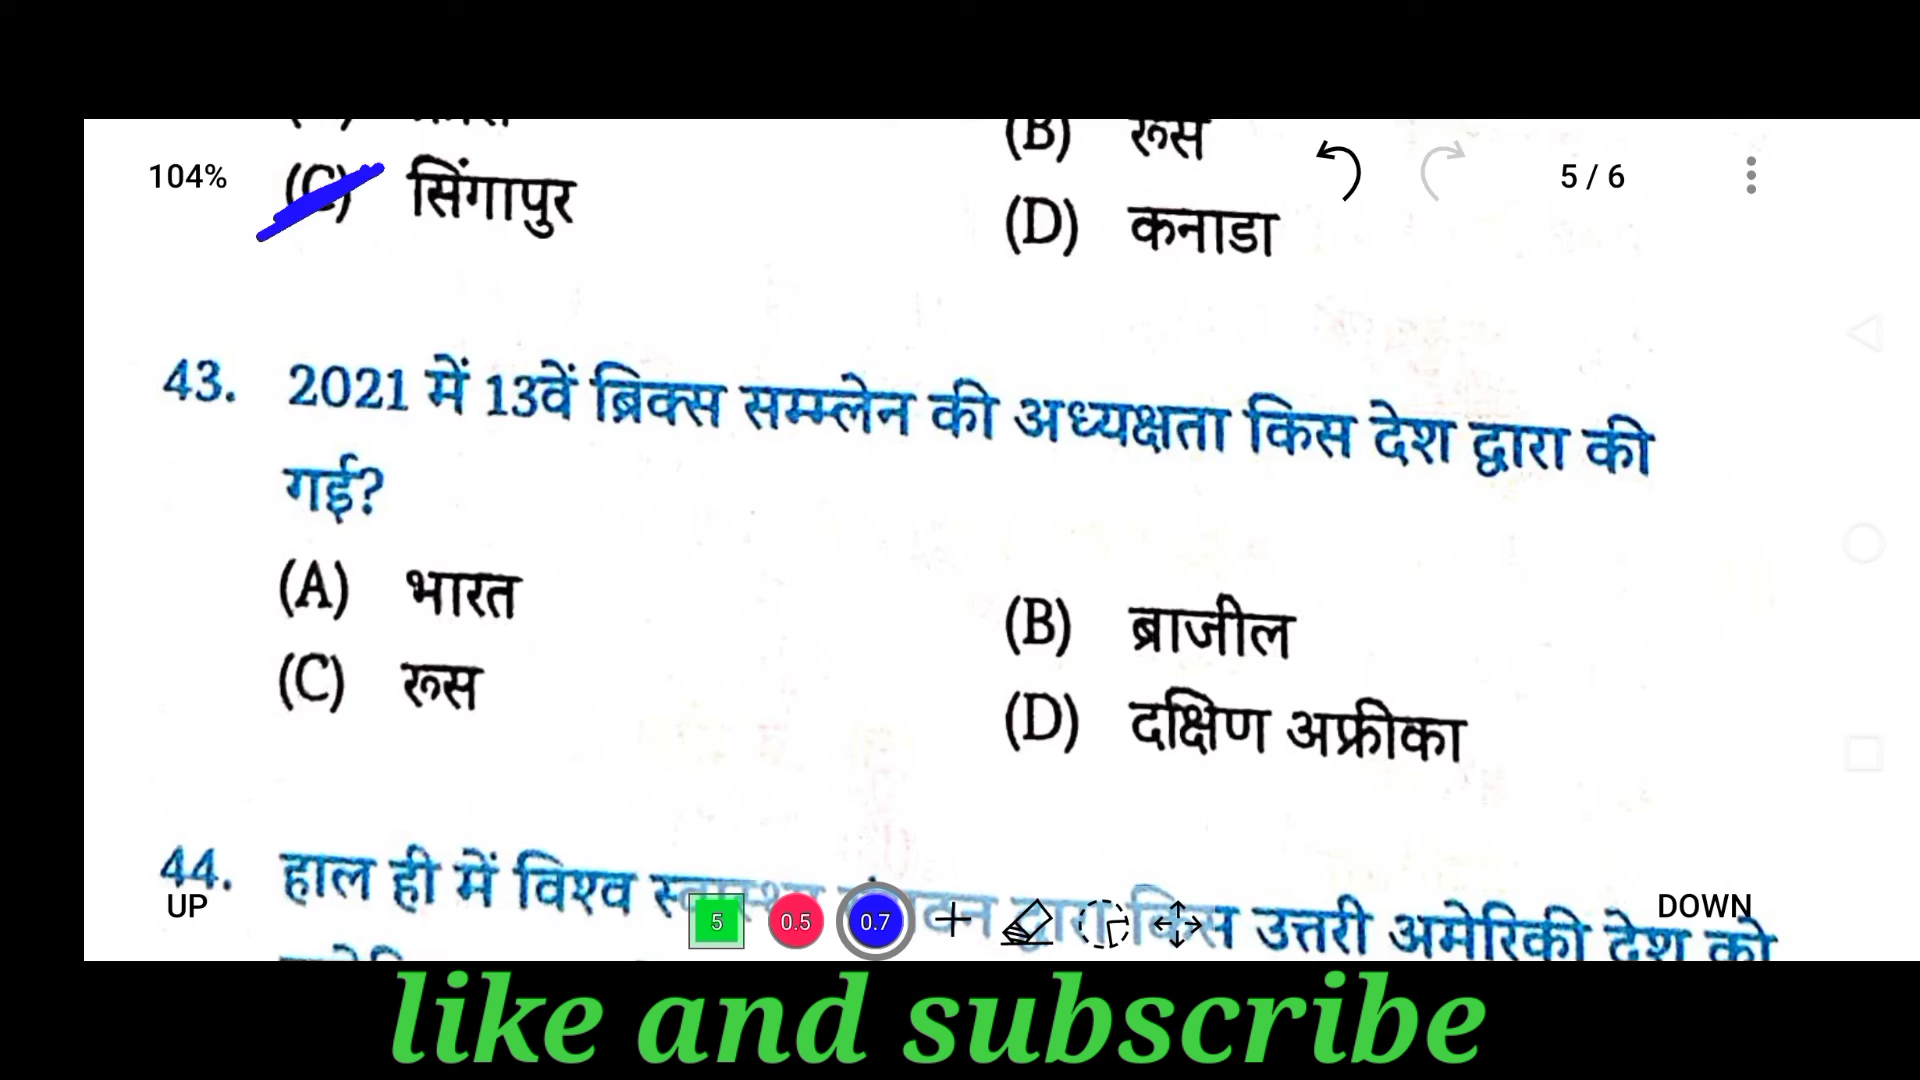 (B) रूस
104% (C) सिंगापुर 5 / 6
(D) कनाडा
43. 2021 में 13वें ब्रिक्स सम्म्लेन की अध्यक्षता किस देश द्वारा की
गई?
(A) भारत
(B) ब्राजील
(C) रूस
(D) दक्षिण अफ्रीका
44. हाल ही में विश्व स्वास्थ्य संगठन द्वारा किस उत्तरी अमेरिकी देश को
UP 5 0.5 0.7 DOWN
like and subscribe